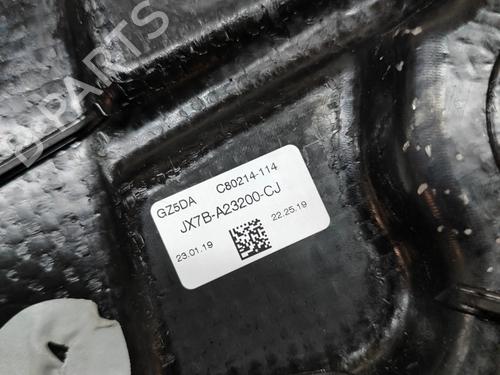 B-PARTS
GZ5DA C80214-114
JX7B-A23200-CJ
23.01.19 22.25.19